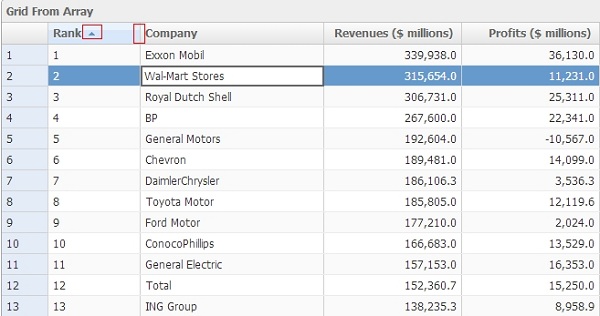 Grid From Array
Rank Company Revenues ($ millions) Profits ($ millions)
1 1 Exxon Mobil 339,938.0 36,130.0
2 2 Wal-Mart Stores 315,654.0 11,231.0
3 3 Royal Dutch Shell 306,731.0 25,311.0
4 4 BP 267,600.0 22,341.0
5 5 General Motors 192,604.0 -10,567.0
6 6 Chevron 189,481.0 14,099.0
7 7 DaimlerChrysler 186,106.3 3,536.3
8 8 Toyota Motor 185,805.0 12,119.6
9 9 Ford Motor 177,210.0 2,024.0
10 10 ConocoPhillips 166,683.0 13,529.0
11 11 General Electric 157,153.0 16,353.0
12 12 Total 152,360.7 15,250.0
13 13 ING Group 138,235.3 8,958.9